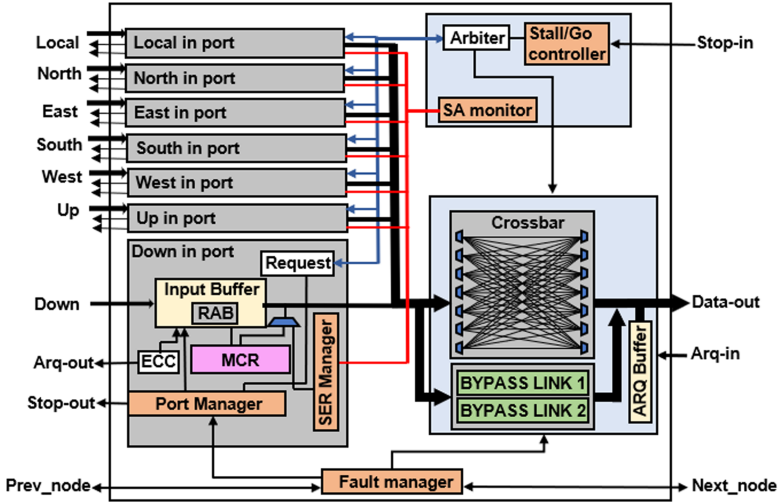 Local
Local in port
North
North in port
East
East in port
South
South in port
West
West in port
Up
Up in port
Arbiter
Stall/Go
controller
Stop-in
SA monitor
Down in port
Request
Input Buffer
RAB
Down
ECC
MCR
SER Manager
Arq-out
Stop-out
Port Manager
Crossbar
Data-out
ARQ Buffer
Arq-in
BYPASS LINK 1
BYPASS LINK 2
Prev_node
Fault manager
Next_node